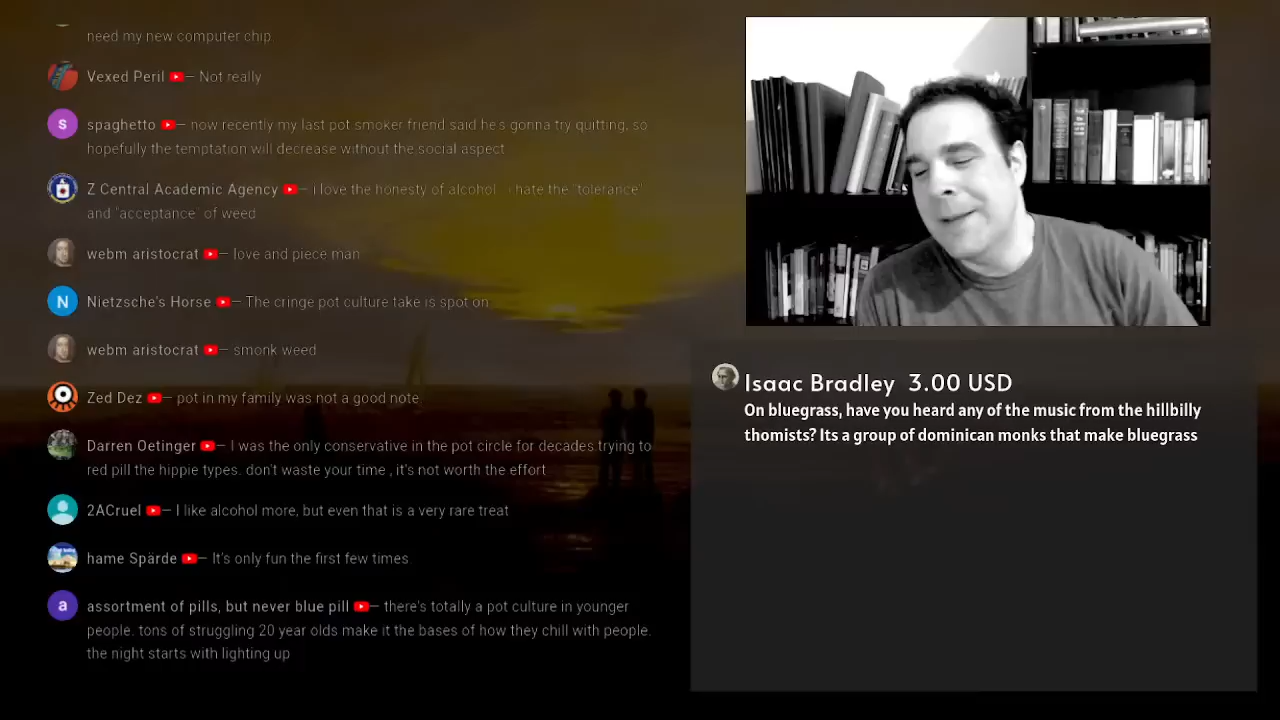 need my new computer chip
Vexed Peril — Not really
spaghetto — now recently my last pot smoker friend said he's gonna try quitting, so
hopefully the temptation will decrease without the social aspect
Z Central Academic Agency — i love the honesty of alcohol hate the "tolerance"
and "acceptance" of weed
webm aristocrat — love and piece man
Nietzsche's Horse — The cringe pot culture take is spot on
webm aristocrat — smonk weed
Zed Dez — pot in my family was not a good note
Darren Oetinger — I was the only conservative in the pot circle for decades trying to
red pill the hippie types. don't waste your time , it's not worth the effort
2ACruel — I like alcohol more, but even that is a very rare treat
hame Spärde — It's only fun the first few times.
assortment of pills, but never blue pill — there's totally a pot culture in younger
people. tons of struggling 20 year olds make it the bases of how they chill with people.
the night starts with lighting up
Isaac Bradley 3.00 USD
On bluegrass, have you heard any of the music from the hillbilly
thomists? Its a group of dominican monks that make bluegrass